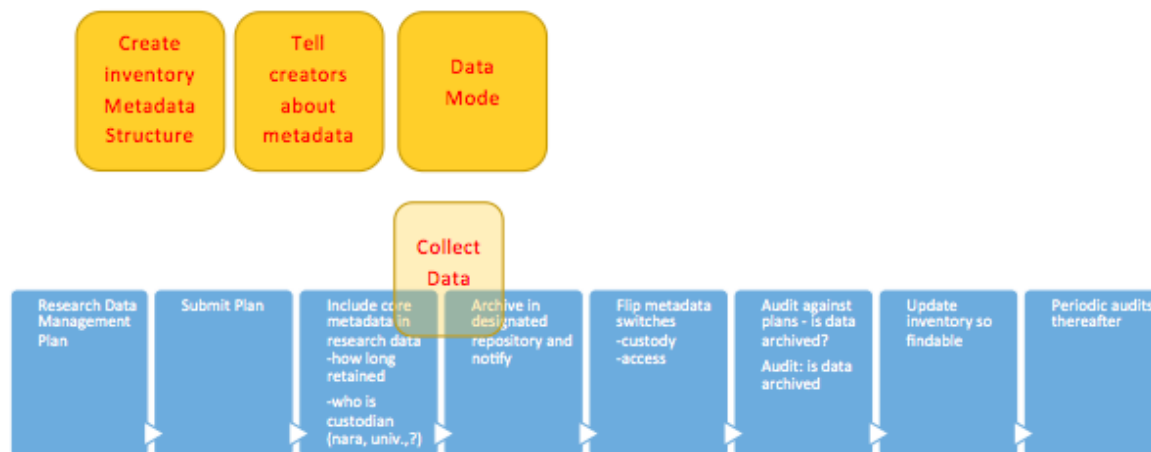 Create
inventory
Metadata
Structure
Tell
creators
about
metadata
Data
Mode
Collect
Data
Research Data
Management
Plan
Submit Plan
Include core
metadata in
research data
-how long
retained
-who is
custodian
(nara, univ.,?)
Archive in
designated
repository and
notify
Flip metadata
switches
-custody
-access
Audit against
plans - is data
archived?
Audit: is data
archived
Update
inventory so
findable
Periodic audits
thereafter